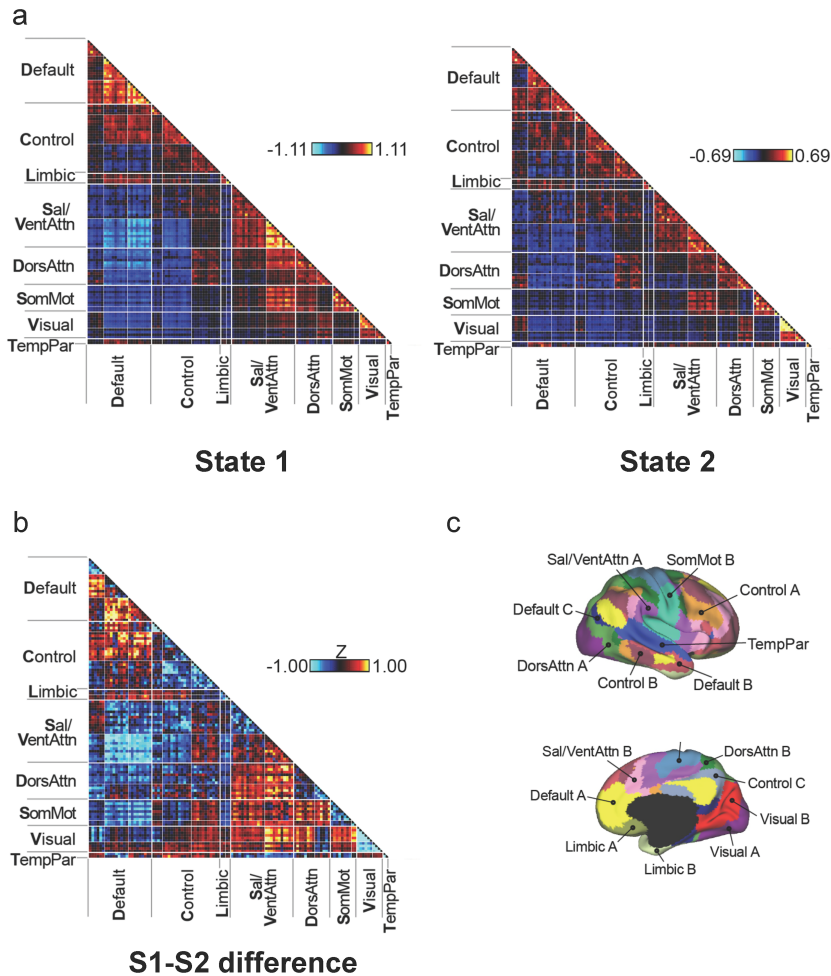 a
Default
Control
Limbic
Sal/
VentAttn
DorsAttn
SomMot
Visual
TempPar
-1.11
1.11
Default
Control
Limbic
Sal/
VentAttn
DorsAttn
SomMot
Visual
TempPar
State 1
Default
Control
Limbic
Sal/
VentAttn
DorsAttn
SomMot
Visual
TempPar
-0.69
0.69
Default
Control
Limbic
Sal/
VentAttn
DorsAttn
SomMot
Visual
TempPar
State 2
b
Default
Control
Limbic
Sal/
VentAttn
DorsAttn
SomMot
Visual
TempPar
Z
-1.00
1.00
Default
Control
Limbic
Sal/
VentAttn
DorsAttn
SomMot
Visual
TempPar
S1-S2 difference
c
Sal/VentAttn A
SomMot B
Control A
Default C
TempPar
DorsAttn A
Control B
Default B
Sal/VentAttn B
DorsAttn B
Control C
Default A
Visual B
Limbic A
Visual A
Limbic B